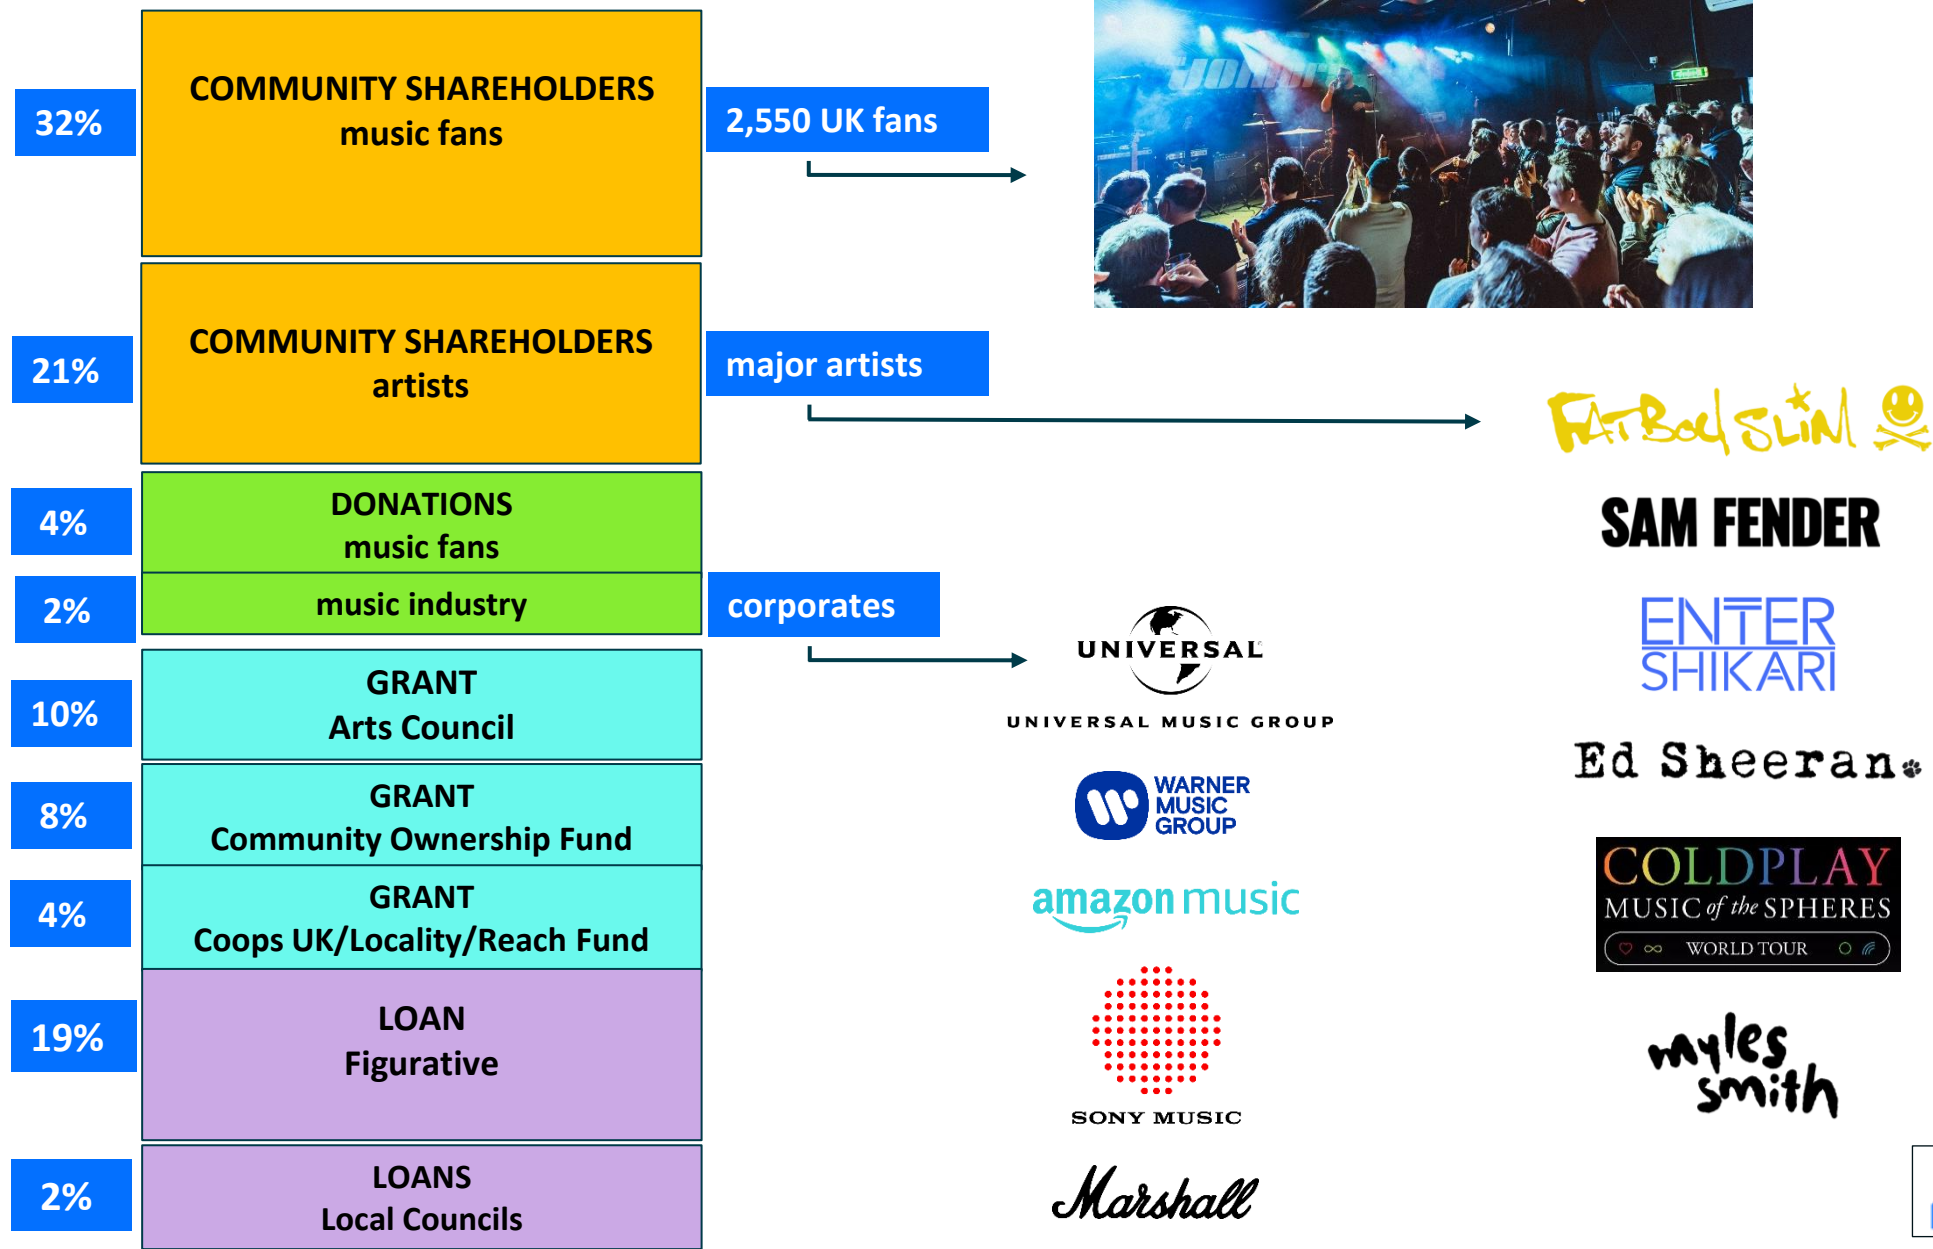 32%
COMMUNITY SHAREHOLDERS
music fans
2,550 UK fans
21%
COMMUNITY SHAREHOLDERS
artists
major artists
FATBOY SLIM
4%
DONATIONS
music fans
SAM FENDER
2%
music industry
corporates
UNIVERSAL
UNIVERSAL MUSIC GROUP
ENTER
SHIKARI
10%
GRANT
Arts Council
Ed Sheeran
8%
GRANT
Community Ownership Fund
WARNER
MUSIC
GROUP
4%
GRANT
Coops UK/Locality/Reach Fund
amazon music
COLDPLAY
MUSIC of the SPHERES
WORLD TOUR
19%
LOAN
Figurative
SONY MUSIC
myles
smith
2%
LOANS
Local Councils
Marshall